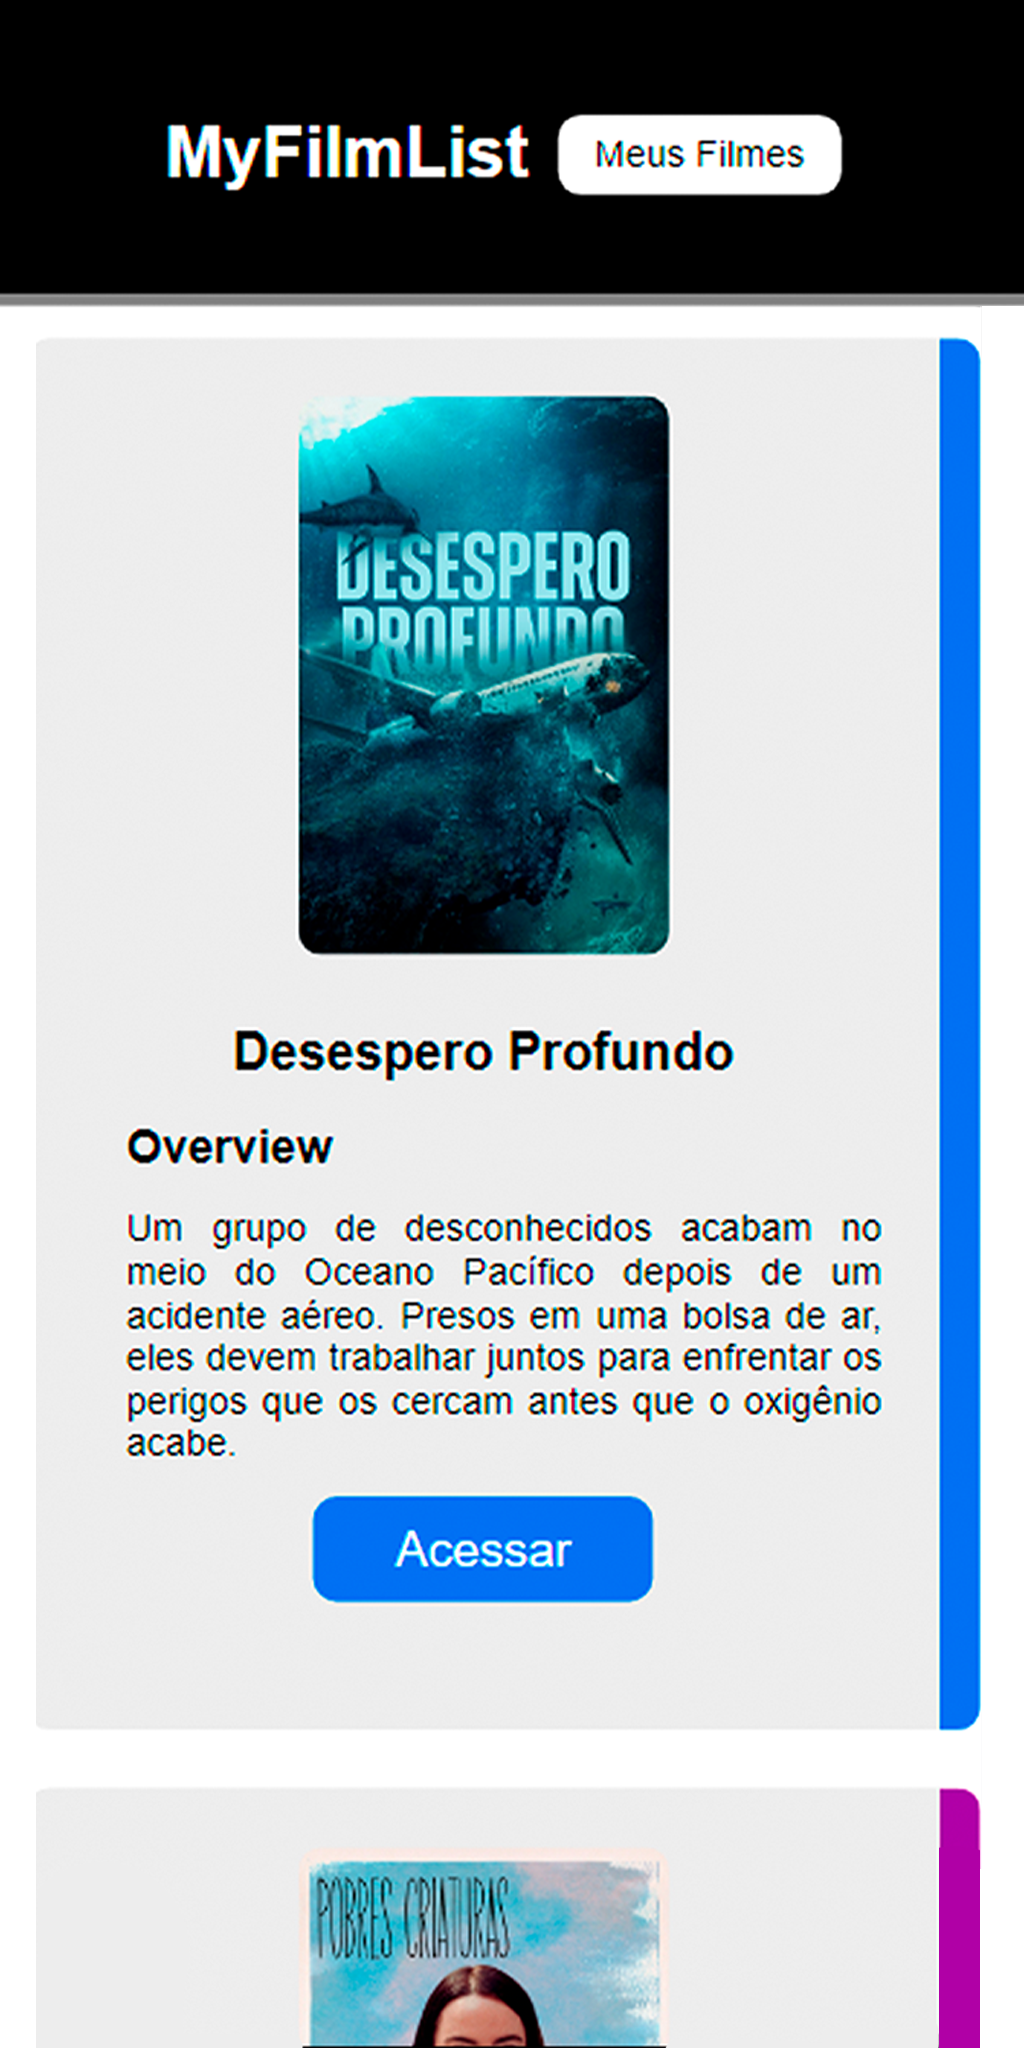 MyFilmList
Meus Filmes
DESESPERO
PROFUNDO
Desespero Profundo
Overview
Um grupo de desconhecidos acabam no
meio do Oceano Pacífico depois de um
acidente aéreo. Presos em uma bolsa de ar,
eles devem trabalhar juntos para enfrentar os
perigos que os cercam antes que o oxigênio
acabe.
Acessar
POBRES CRIATURAS